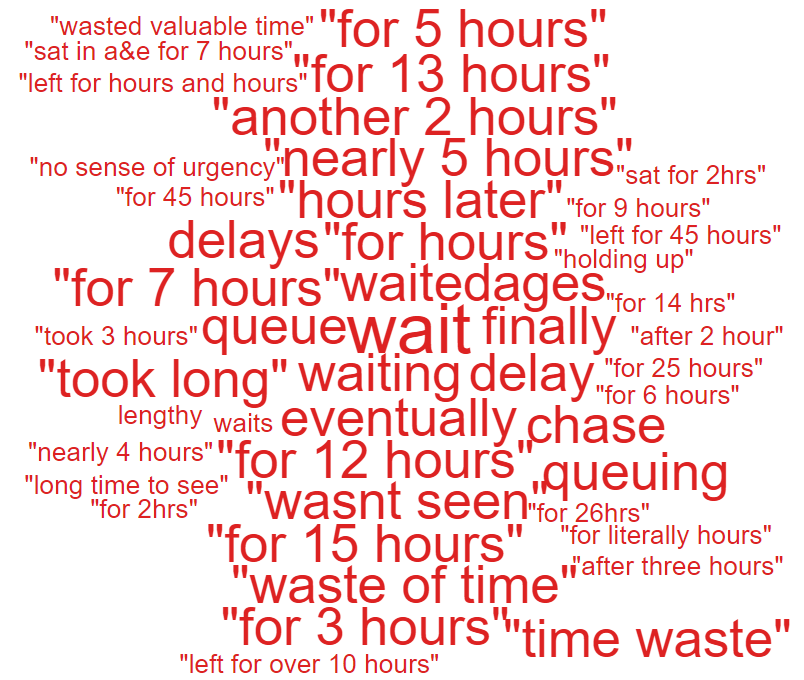 "wasted valuable time" "for 5 hours"
"sat in a&e for 7 hours"
"left for hours and hours" "for 13 hours"
"another 2 hours"
"no sense of urgency" "nearly 5 hours" "sat for 2hrs"
"for 45 hours" "hours later" "for 9 hours"
delays "for hours" "left for 45 hours"
"holding up"
"for 7 hours" waited ages "for 14 hrs"
"took 3 hours" queue wait finally "after 2 hour"
"took long" waiting delay "for 25 hours"
"for 6 hours"
lengthy waits eventually chase
"nearly 4 hours" "for 12 hours" queuing
"long time to see" "wasnt seen"
"for 2hrs" "for 26hrs"
"for 15 hours" "for literally hours"
"waste of time" "after three hours"
"for 3 hours" "time waste"
"left for over 10 hours"